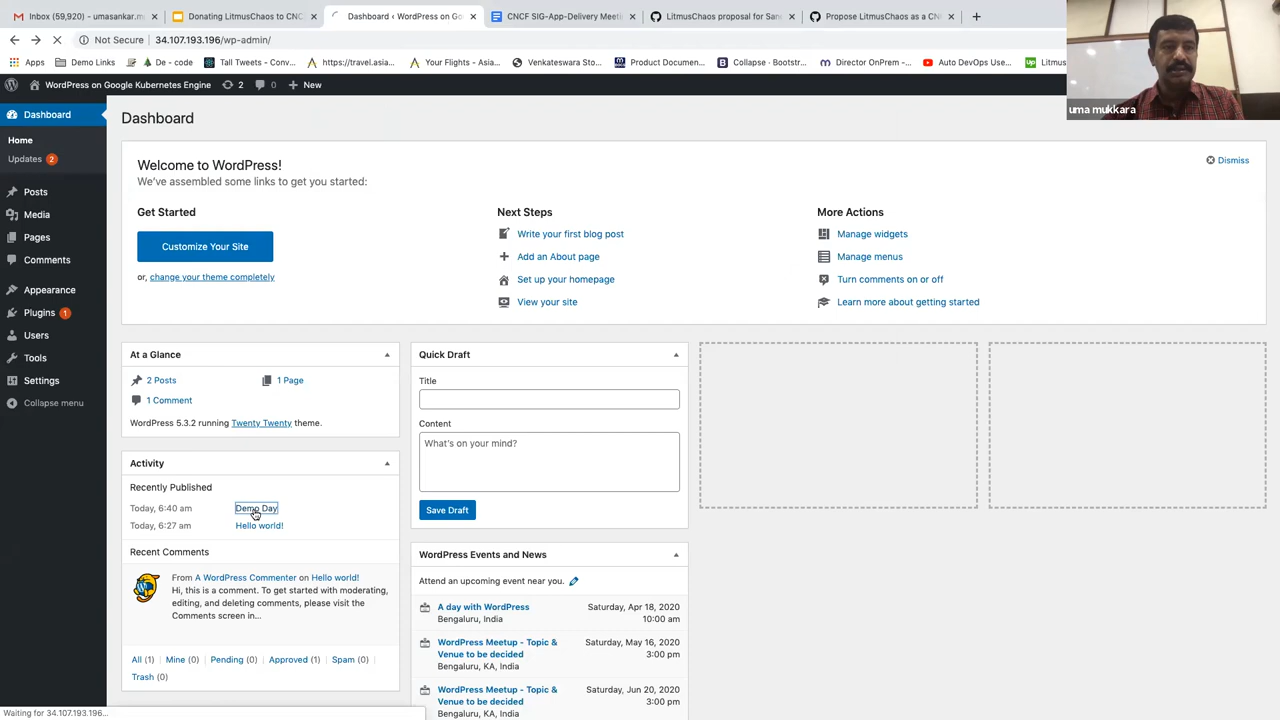 Inbox (59,920) - umasankar.m
Donating LitmusChaos to CNC
Dashboard ‹ WordPress on Go
CNCF SIG-App-Delivery Meeti
LitmusChaos proposal for San
Propose LitmusChaos as a CN
Not Secure 34.107.193.196/wp-admin/
Apps
Demo Links
De - code
Tall Tweets - Conv...
https://travel.asia...
Your Flights - Asia...
Venkateswara Sto...
Product Documen...
Collapse · Bootstr...
Director OnPrem -...
Auto DevOps Use...
Litmus
uma mukkara
WordPress on Google Kubernetes Engine
2
0
New
Dashboard
Home
Updates 2
Posts
Media
Pages
Comments
Appearance
Plugins 1
Users
Tools
Settings
Collapse menu
Dashboard
Welcome to WordPress!
Dismiss
We've assembled some links to get you started:
Get Started
Customize Your Site
or, change your theme completely
Next Steps
Write your first blog post
Add an About page
Set up your homepage
View your site
More Actions
Manage widgets
Manage menus
Turn comments on or off
Learn more about getting started
At a Glance
2 Posts
1 Page
1 Comment
WordPress 5.3.2 running Twenty Twenty theme.
Activity
Recently Published
Today, 6:40 am Demo Day
Today, 6:27 am Hello world!
Recent Comments
From A WordPress Commenter on Hello world!
Hi, this is a comment. To get started with moderating,
editing, and deleting comments, please visit the
Comments screen in...
All (1) | Mine (0) | Pending (0) | Approved (1) | Spam (0) |
Trash (0)
Quick Draft
Title
Content
What's on your mind?
Save Draft
WordPress Events and News
Attend an upcoming event near you.
A day with WordPress Saturday, Apr 18, 2020
Bengaluru, India 10:00 am
WordPress Meetup - Topic & Saturday, May 16, 2020
Venue to be decided 3:00 pm
Bengaluru, KA, India
WordPress Meetup - Topic & Saturday, Jun 20, 2020
Venue to be decided 3:00 pm
Bengaluru, KA, India
Waiting for 34.107.193.196...